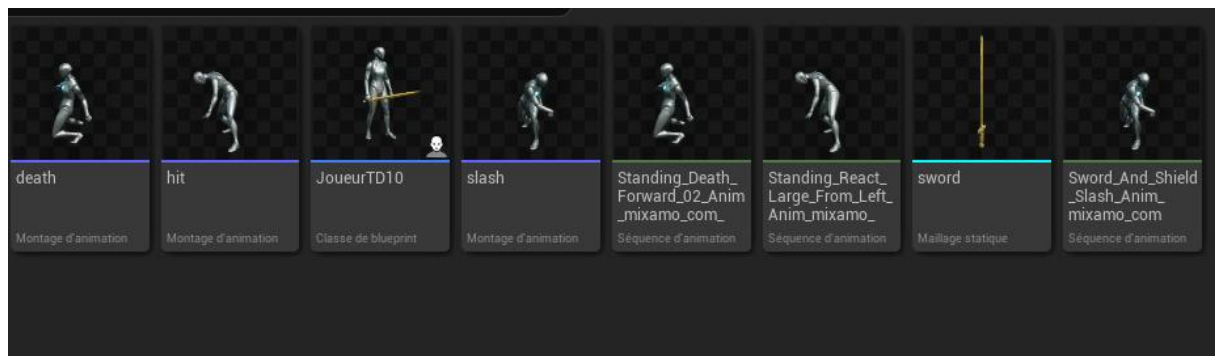 death
Montage d'animation
hit
Montage d'animation
JoueurTD10
Classe de blueprint
slash
Montage d'animation
Standing_Death_
Forward_02_Anim
_mixamo_com_
Séquence d'animation
Standing_React_
Large_From_Left_
Anim_mixamo_
Séquence d'animation
sword
Maillage statique
Sword_And_Shield
_Slash_Anim_
mixamo_com
Séquence d'animation